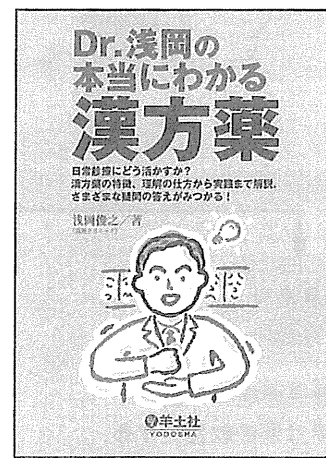 Dr.浅岡の
本当にわかる
漢方薬
日常診療にどう活かすか?
漢方薬の特徴、理解の仕方から実践まで解説。
さまざまな疑問の答えがみつかる!
浅岡俊之/著
羊土社
YODOSHA